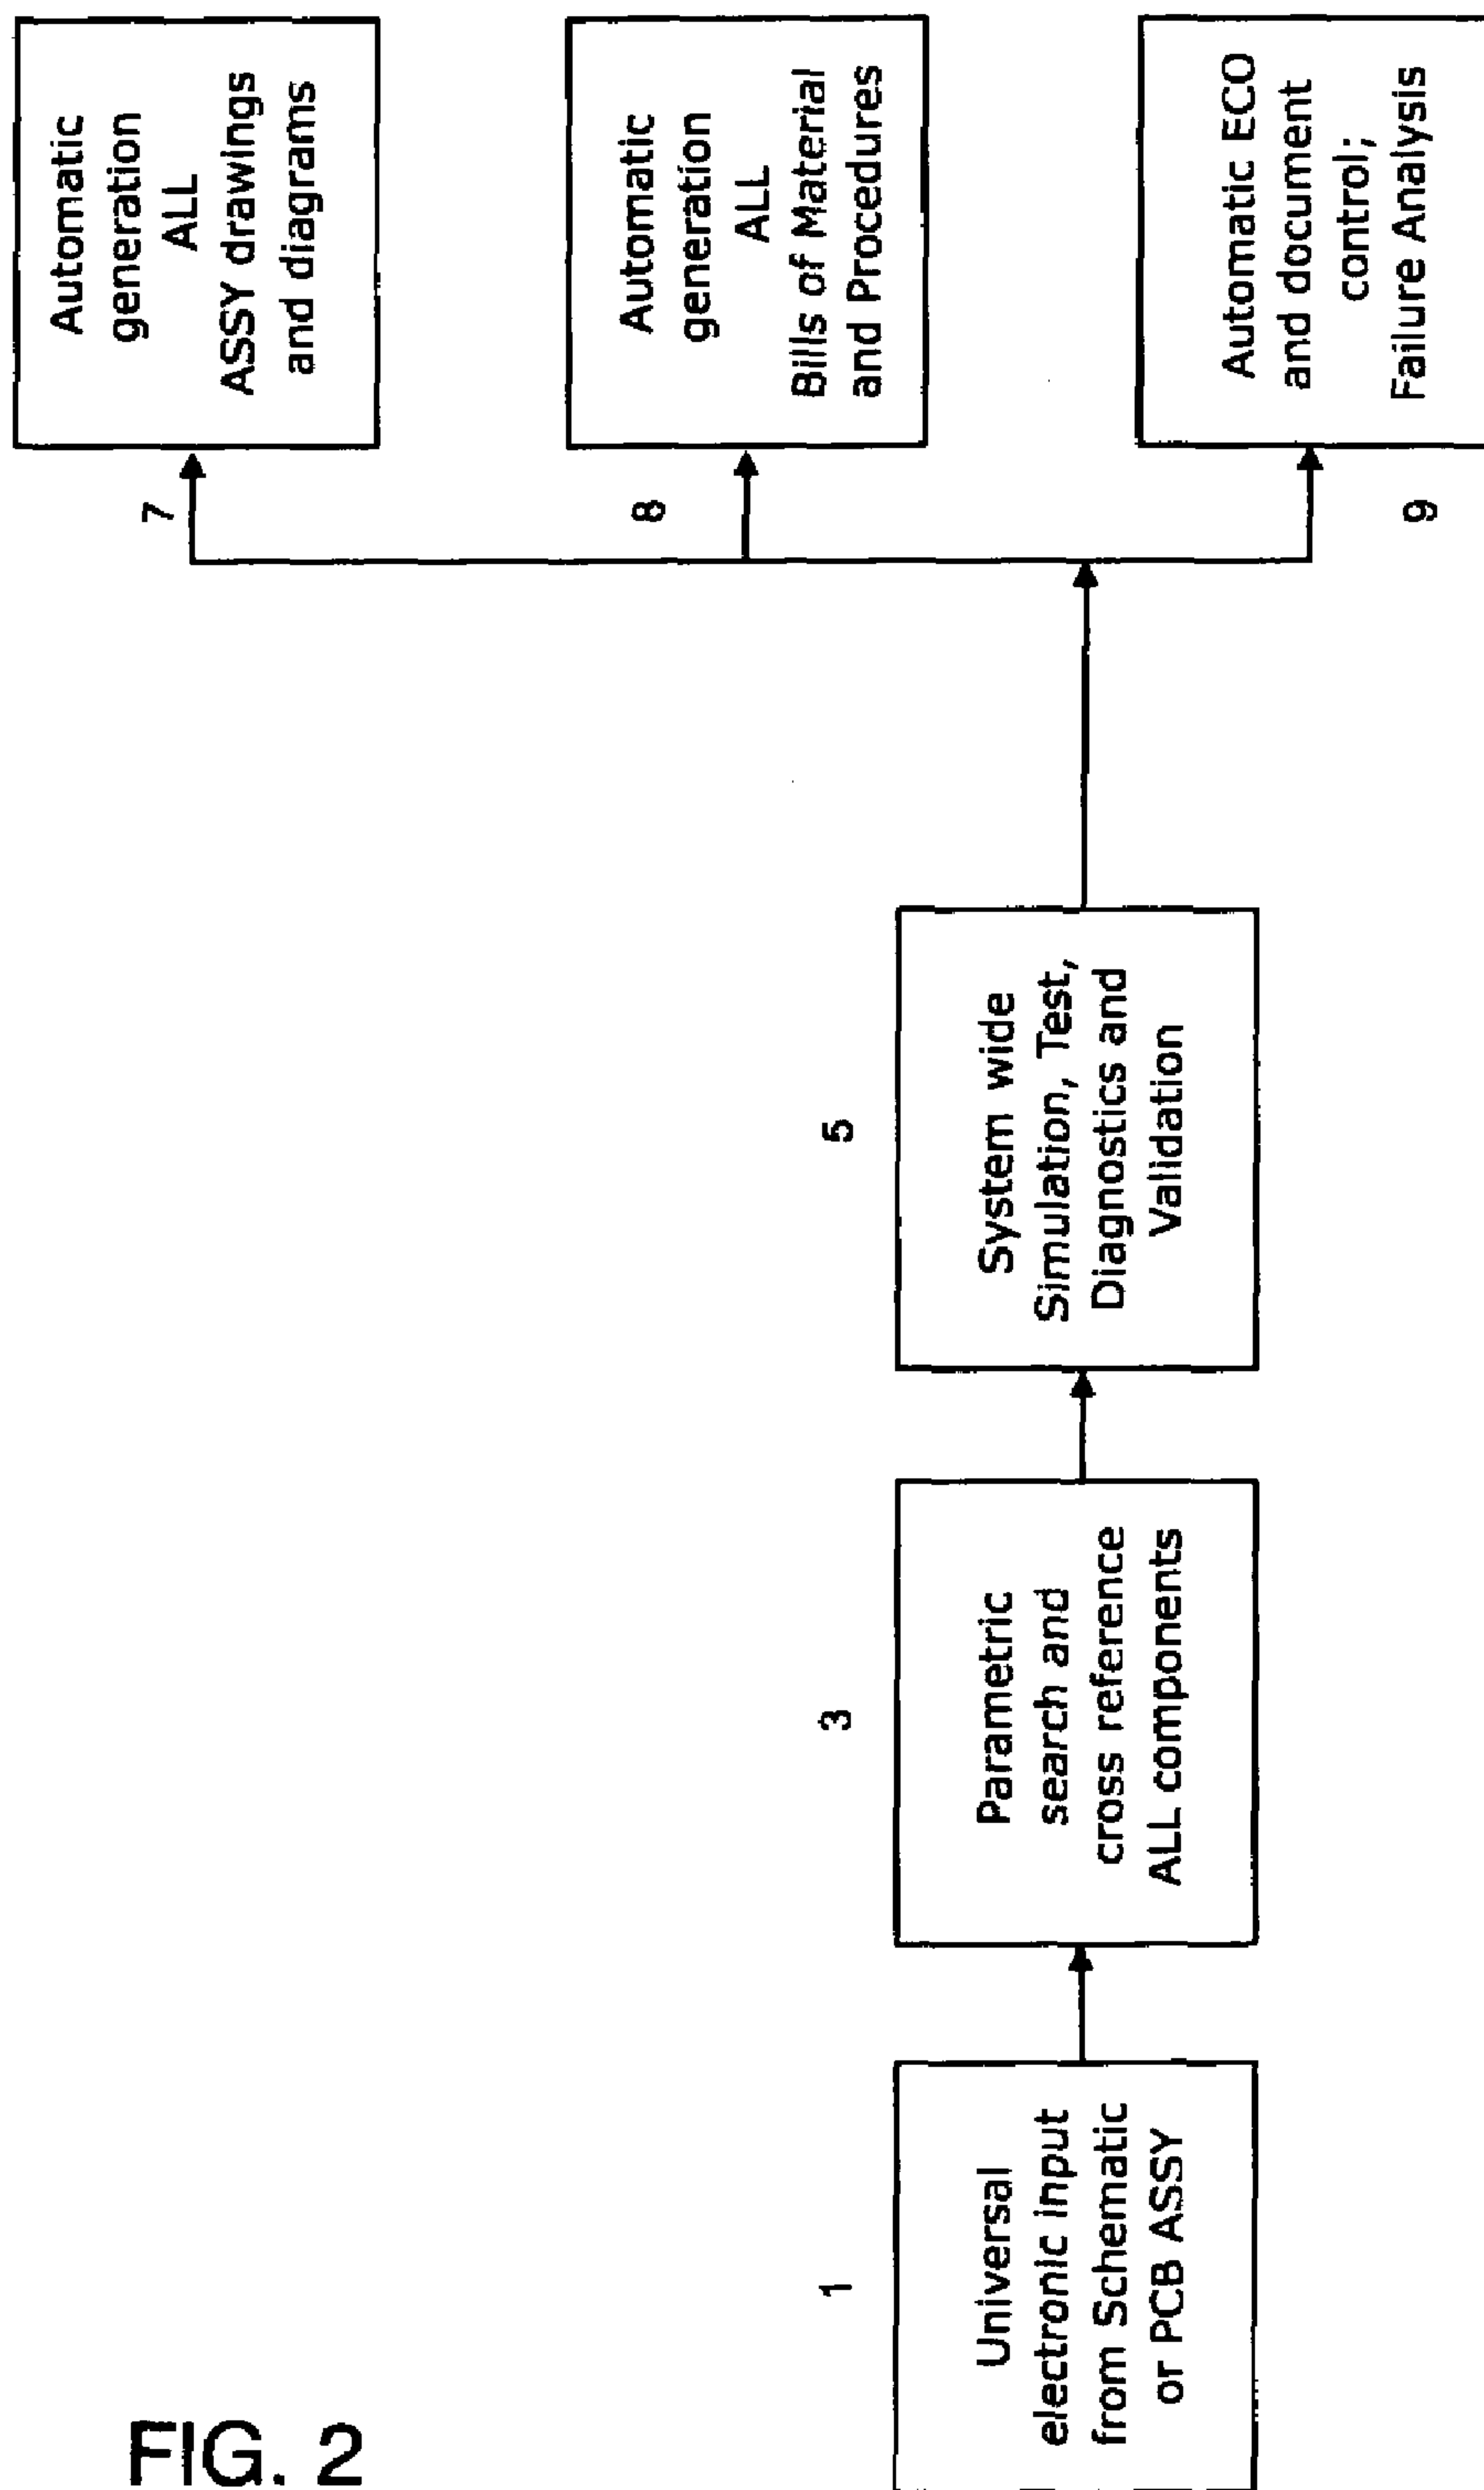 FIG. 2
1
Universal
electronic input
from Schematic
or PCB ASSY
3
Parametric
search and
cross reference
ALL components
5
System wide
Simulation, Test,
Diagnostics and
Validation
7
Automatic
generation
ALL
ASSY drawings
and diagrams
8
Automatic
generation
ALL
Bills of Material
and Procedures
9
Automatic ECO
and document
control;
Failure Analysis